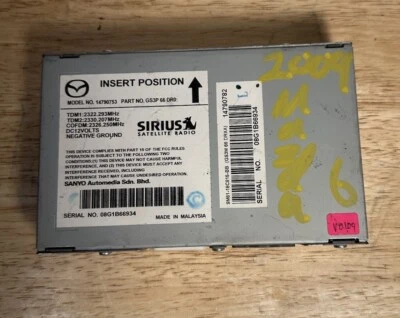 INSERT POSITION
MODEL NO. 14790753 PART NO. GS3P 66 DR0
TDM1:2322.293MHz
TDM2:2330.207MHz
COFDM:2326.250MHz
DC12VOLTS
NEGATIVE GROUND
SIRIUS
SATELLITE RADIO
THIS DEVICE COMPLIES WITH PART 15 OF THE FCC RULES
OPERATION IS SUBJECT TO THE FOLLOWING TWO
CONDITIONS:(1) THIS DEVICE MAY NOT CAUSE HARMFUL
INTERFERENCE, AND (2) THIS DEVICE MUST ACCEPT ANY
INTERFERENCE RECEIVED, INCLUDING INTERFERENCE
THAT MAY CAUSE UNDESIRED OPERATION.
SANYO Automedia Sdn. Bhd.
SERIAL NO: 08G1B66934
MADE IN MALAYSIA
14790782
SERIAL NO. 08G1B66934
2009
MAZDA
6
V0109